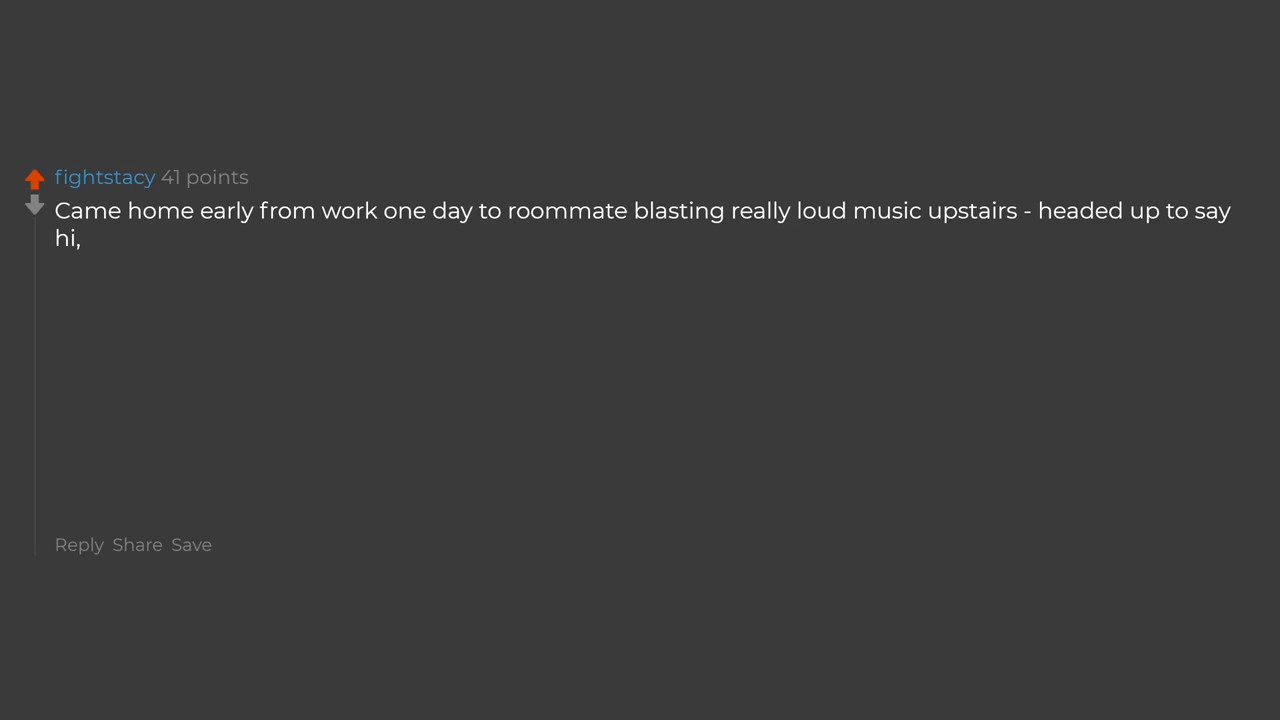 fightstacy 41 points
Came home early from work one day to roommate blasting really loud music upstairs - headed up to say
hi,
Reply Share Save